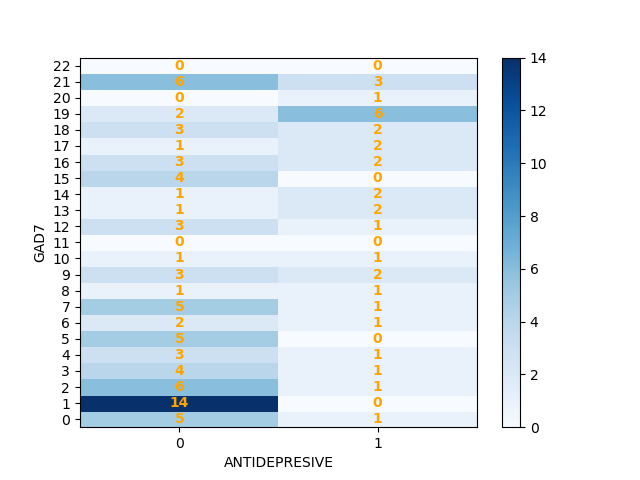 22 0 0 14
21 6 3
20 0 1 12
19 2 6
18 3 2
17 1 2 10
16 3 2
15 4 0
14 1 2 8
13 1 2
12 3 1
11 0 0 6
10 1 1
9 3 2
8 1 1
7 5 1 4
6 2 1
5 5 0
4 3 1
3 4 1 2
2 6 1
1 14 0
0 5 1 0
GAD7
0 1
ANTIDEPRESIVE